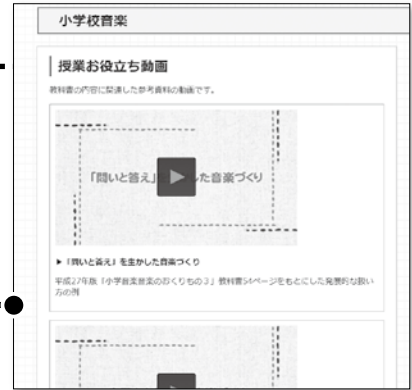 小学校音楽
授業お役立ち動画
教科書の内容に関連した参考資料の動画です。
「問いと答え」 した音楽づくり
▶「問いと答え」を生かした音楽づくり
平成27年版「小学音楽音楽のおくりもの3」教科書54ページをもとにした発展的な扱い
方の例